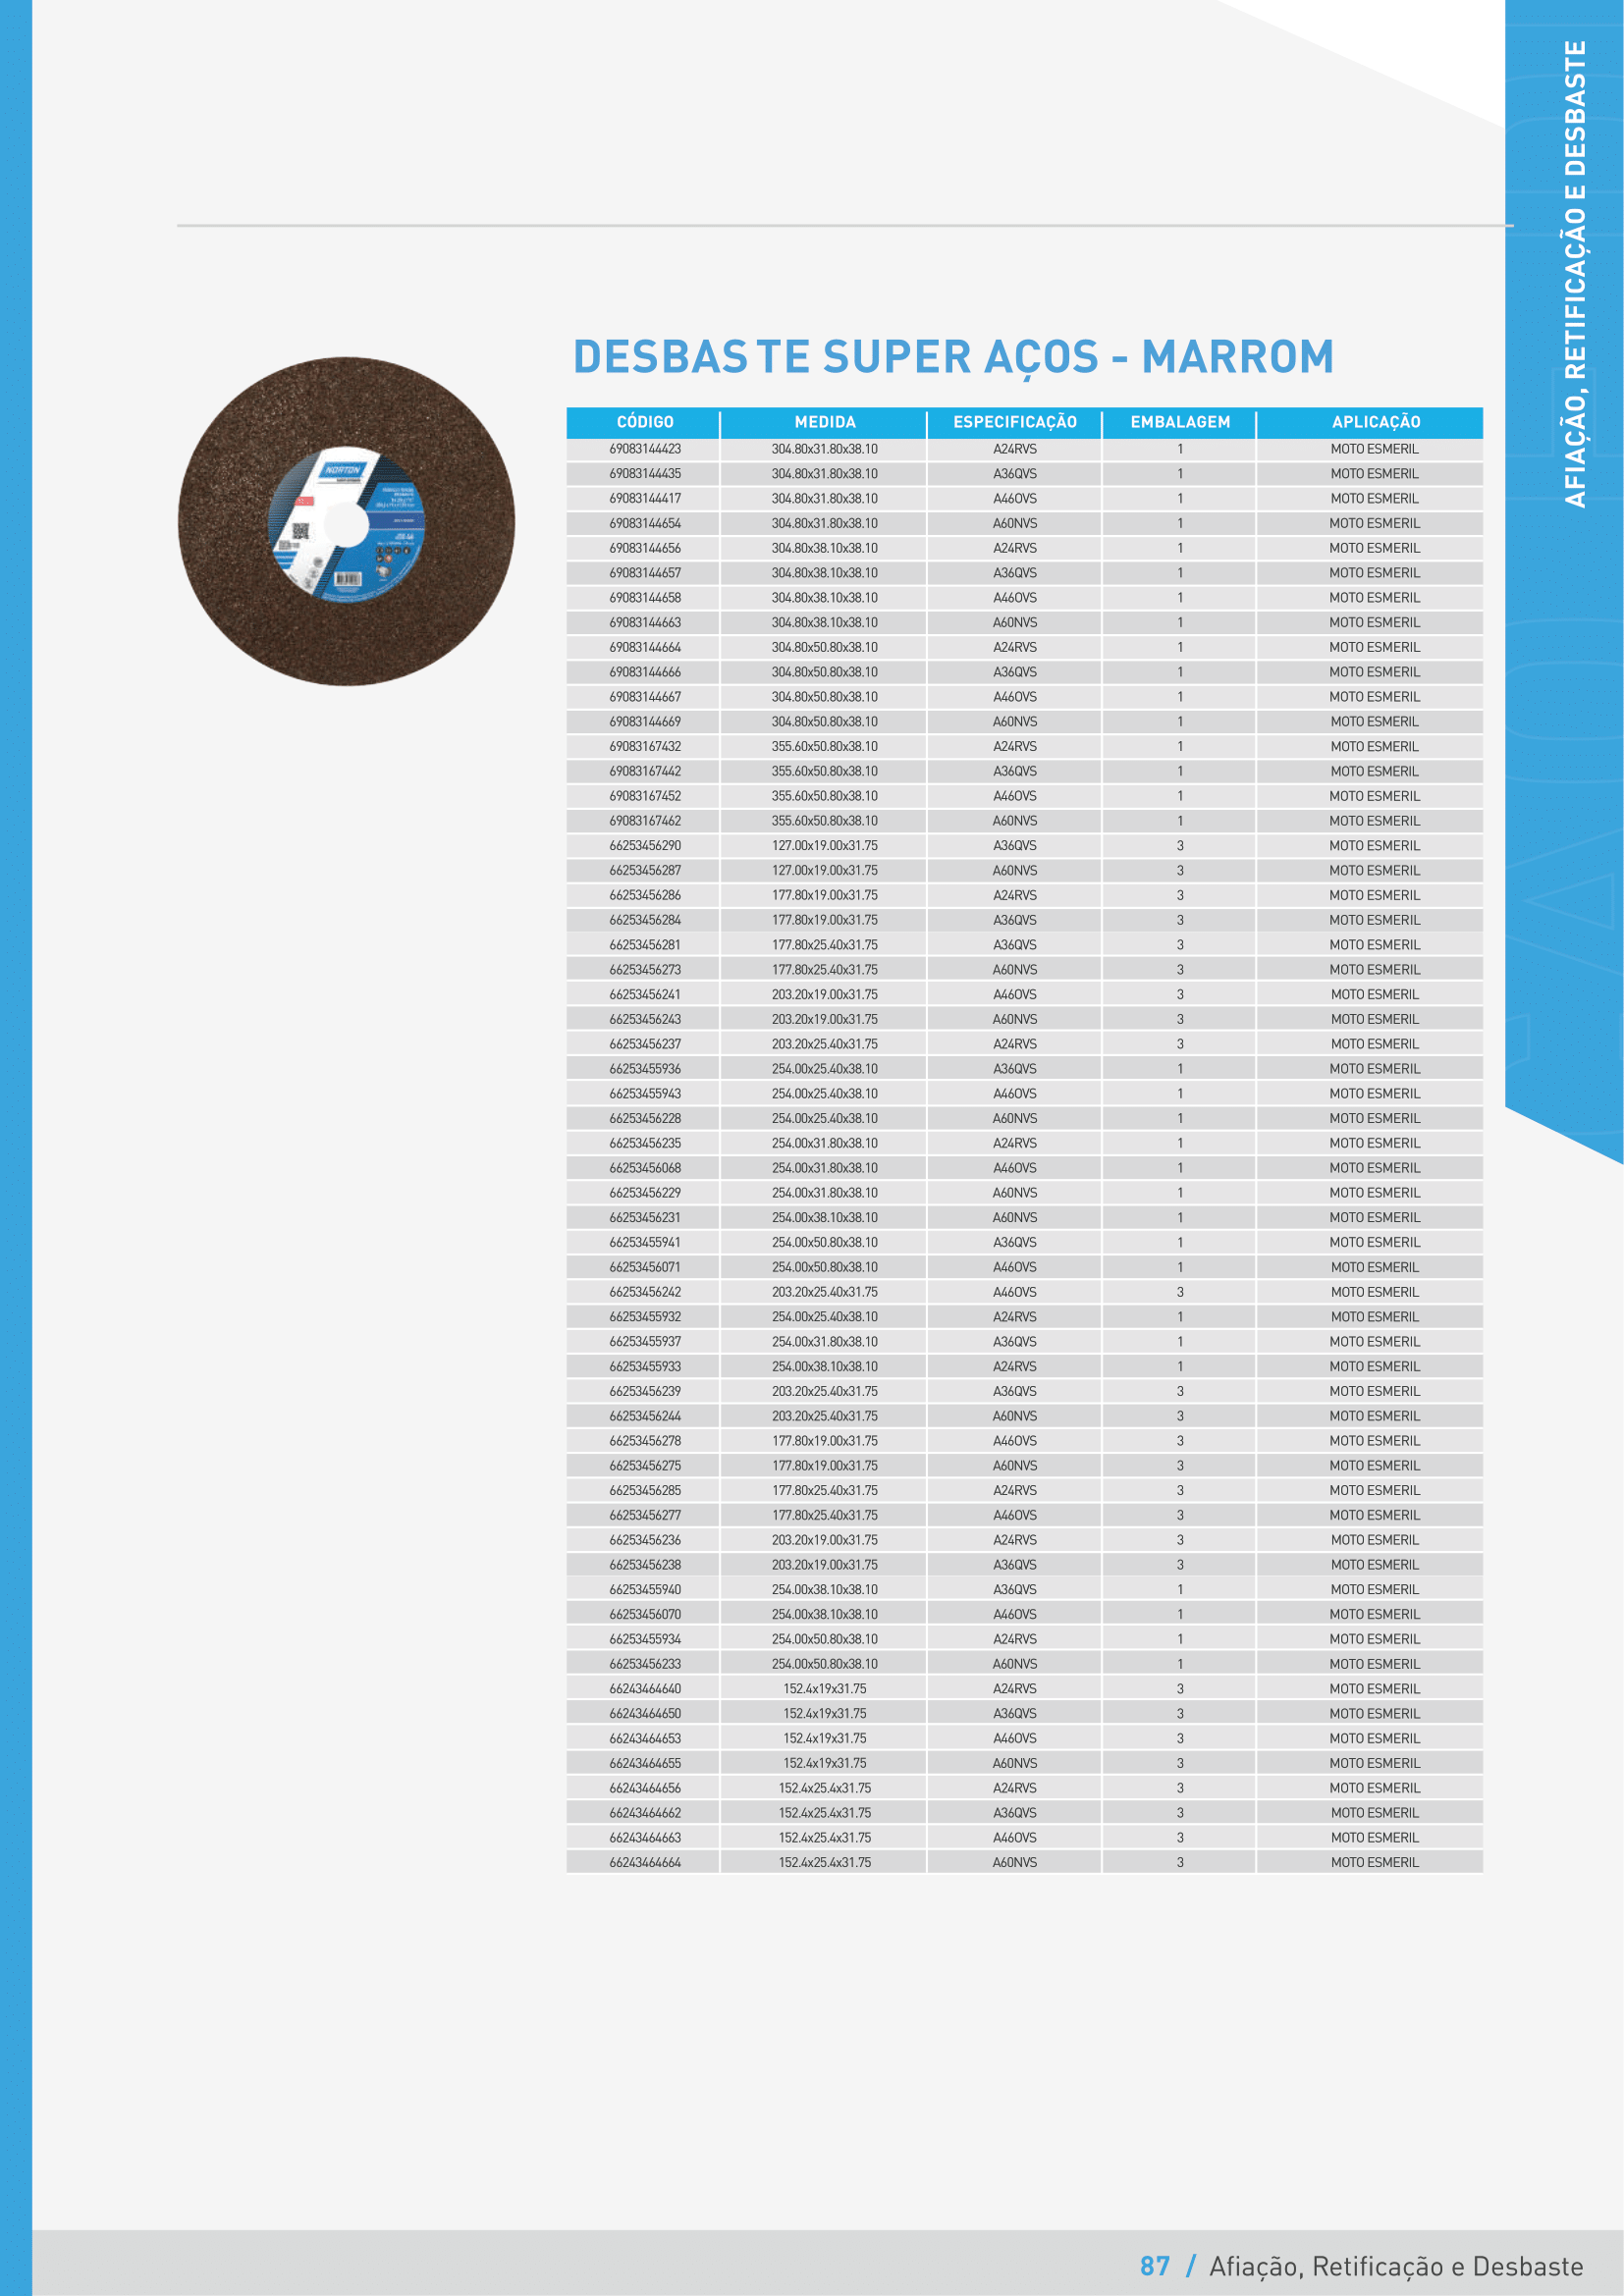 AFIAÇÃO, RETIFICAÇÃO E DESBASTE
NORTON
DESBASTE SUPER AÇOS - MARROM
CÓDIGO MEDIDA ESPECIFICAÇÃO EMBALAGEM APLICAÇÃO
69083144423 304.80x31.80x38.10 A24RVS 1 MOTO ESMERIL
69083144435 304.80x31.80x38.10 A36QVS 1 MOTO ESMERIL
69083144417 304.80x31.80x38.10 A46OVS 1 MOTO ESMERIL
69083144654 304.80x31.80x38.10 A60NVS 1 MOTO ESMERIL
69083144656 304.80x38.10x38.10 A24RVS 1 MOTO ESMERIL
69083144657 304.80x38.10x38.10 A36QVS 1 MOTO ESMERIL
69083144658 304.80x38.10x38.10 A46OVS 1 MOTO ESMERIL
69083144663 304.80x38.10x38.10 A60NVS 1 MOTO ESMERIL
69083144664 304.80x50.80x38.10 A24RVS 1 MOTO ESMERIL
69083144666 304.80x50.80x38.10 A36QVS 1 MOTO ESMERIL
69083144667 304.80x50.80x38.10 A46OVS 1 MOTO ESMERIL
69083144669 304.80x50.80x38.10 A60NVS 1 MOTO ESMERIL
69083167432 355.60x50.80x38.10 A24RVS 1 MOTO ESMERIL
69083167442 355.60x50.80x38.10 A36QVS 1 MOTO ESMERIL
69083167452 355.60x50.80x38.10 A46OVS 1 MOTO ESMERIL
69083167462 355.60x50.80x38.10 A60NVS 1 MOTO ESMERIL
66253456290 127.00x19.00x31.75 A36QVS 3 MOTO ESMERIL
66253456287 127.00x19.00x31.75 A60NVS 3 MOTO ESMERIL
66253456286 177.80x19.00x31.75 A24RVS 3 MOTO ESMERIL
66253456284 177.80x19.00x31.75 A36QVS 3 MOTO ESMERIL
66253456281 177.80x25.40x31.75 A36QVS 3 MOTO ESMERIL
66253456273 177.80x25.40x31.75 A60NVS 3 MOTO ESMERIL
66253456241 203.20x19.00x31.75 A46OVS 3 MOTO ESMERIL
66253456243 203.20x19.00x31.75 A60NVS 3 MOTO ESMERIL
66253456237 203.20x25.40x31.75 A24RVS 3 MOTO ESMERIL
66253455936 254.00x25.40x38.10 A36QVS 1 MOTO ESMERIL
66253455943 254.00x25.40x38.10 A46OVS 1 MOTO ESMERIL
66253456228 254.00x25.40x38.10 A60NVS 1 MOTO ESMERIL
66253456235 254.00x31.80x38.10 A24RVS 1 MOTO ESMERIL
66253456068 254.00x31.80x38.10 A46OVS 1 MOTO ESMERIL
66253456229 254.00x31.80x38.10 A60NVS 1 MOTO ESMERIL
66253456231 254.00x38.10x38.10 A60NVS 1 MOTO ESMERIL
66253455941 254.00x50.80x38.10 A36QVS 1 MOTO ESMERIL
66253456071 254.00x50.80x38.10 A46OVS 1 MOTO ESMERIL
66253456242 203.20x25.40x31.75 A46OVS 3 MOTO ESMERIL
66253455932 254.00x25.40x38.10 A24RVS 1 MOTO ESMERIL
66253455937 254.00x31.80x38.10 A36QVS 1 MOTO ESMERIL
66253455933 254.00x38.10x38.10 A24RVS 1 MOTO ESMERIL
66253456239 203.20x25.40x31.75 A36QVS 3 MOTO ESMERIL
66253456244 203.20x25.40x31.75 A60NVS 3 MOTO ESMERIL
66253456278 177.80x19.00x31.75 A46OVS 3 MOTO ESMERIL
66253456275 177.80x19.00x31.75 A60NVS 3 MOTO ESMERIL
66253456285 177.80x25.40x31.75 A24RVS 3 MOTO ESMERIL
66253456277 177.80x25.40x31.75 A46OVS 3 MOTO ESMERIL
66253456236 203.20x19.00x31.75 A24RVS 3 MOTO ESMERIL
66253456238 203.20x19.00x31.75 A36QVS 3 MOTO ESMERIL
66253455940 254.00x38.10x38.10 A36QVS 1 MOTO ESMERIL
66253456070 254.00x38.10x38.10 A46OVS 1 MOTO ESMERIL
66253455934 254.00x50.80x38.10 A24RVS 1 MOTO ESMERIL
66253456233 254.00x50.80x38.10 A60NVS 1 MOTO ESMERIL
66243464640 152.4x19x31.75 A24RVS 3 MOTO ESMERIL
66243464650 152.4x19x31.75 A36QVS 3 MOTO ESMERIL
66243464653 152.4x19x31.75 A46OVS 3 MOTO ESMERIL
66243464655 152.4x19x31.75 A60NVS 3 MOTO ESMERIL
66243464656 152.4x25.4x31.75 A24RVS 3 MOTO ESMERIL
66243464662 152.4x25.4x31.75 A36QVS 3 MOTO ESMERIL
66243464663 152.4x25.4x31.75 A46OVS 3 MOTO ESMERIL
66243464664 152.4x25.4x31.75 A60NVS 3 MOTO ESMERIL
87 / Afiação, Retificação e Desbaste